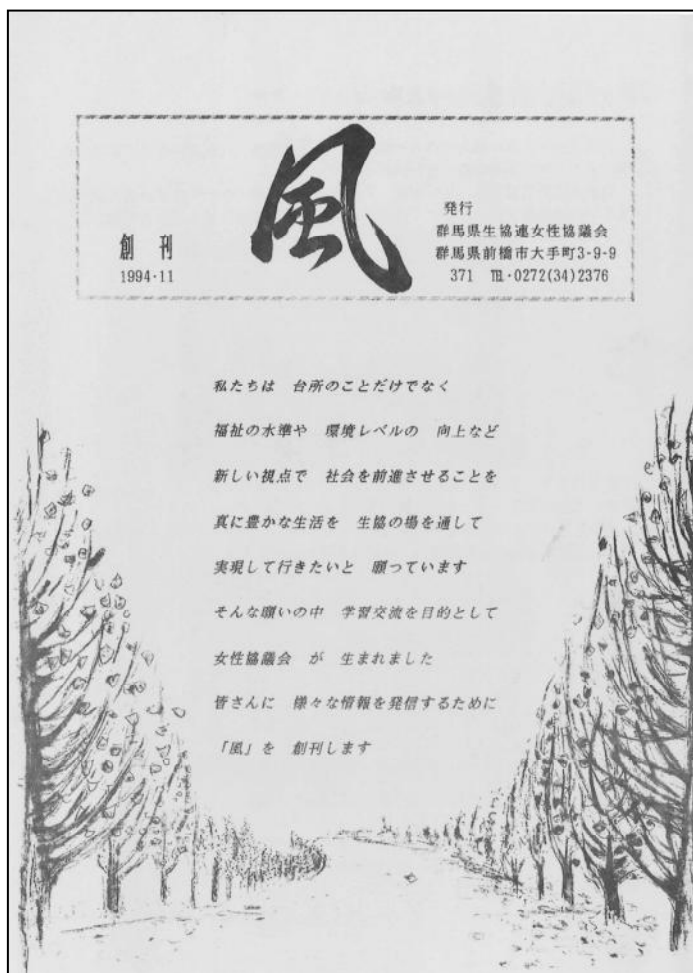 風
創刊
1994・11
発行
群馬県生協連女性協議会
群馬県前橋市大手町3-9-9
371 ℡・0272(34)2376
私たちは 台所のことだけでなく
福祉の水準や 環境レベルの 向上など
新しい視点で 社会を前進させることを
真に豊かな生活を 生協の場を通して
実現して行きたいと 願っています
そんな願いの中 学習交流を目的として
女性協議会 が 生まれました
皆さんに 様々な情報を発信するために
「風」を 創刊します